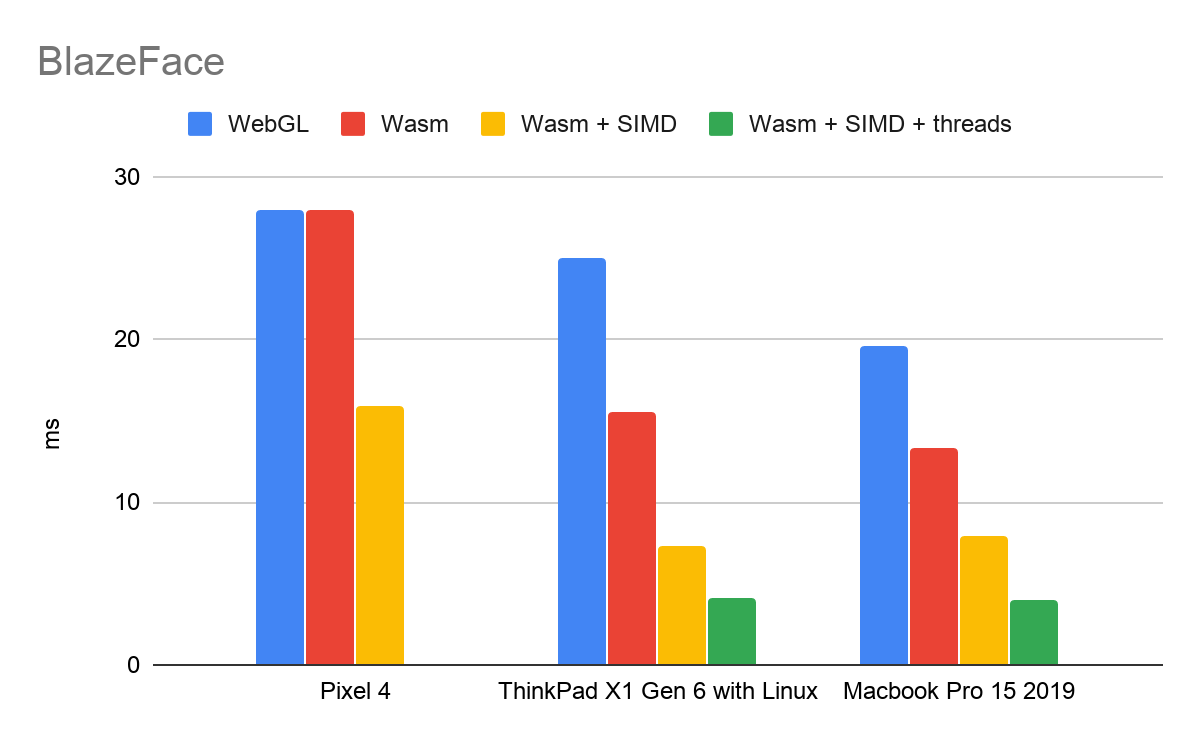 BlazeFace
WebGL Wasm Wasm + SIMD Wasm + SIMD + threads
30
20
ms
10
0
Pixel 4 ThinkPad X1 Gen 6 with Linux Macbook Pro 15 2019